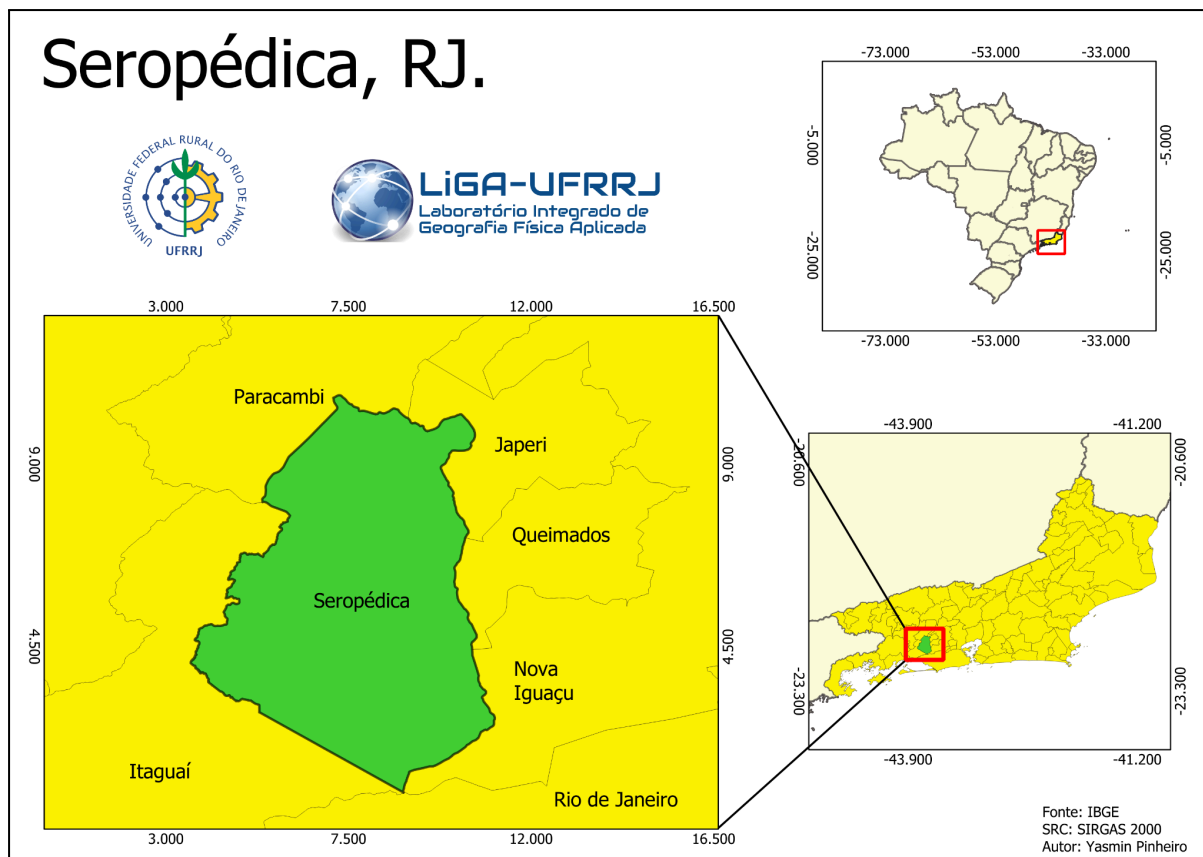 Seropédica, RJ.
UNIVERSIDADE FEDERAL RURAL DO RIO DE JANEIRO
UFRRJ
LiGA-UFRRJ
Laboratório Integrado de
Geografia Física Aplicada
-73.000 -53.000 -33.000
-5.000 -5.000
-25.000 -25.000
-73.000 -53.000 -33.000
3.000 7.500 12.000 16.500
Paracambi
Japeri
9.000 9.000
Queimados
Seropédica
4.500 4.500
Nova
Iguaçu
Itaguaí
Rio de Janeiro
3.000 7.500 12.000 16.500
-43.900 -41.200
-20.600 -20.600
-23.300 -23.300
-43.900 -41.200
Fonte: IBGE
SRC: SIRGAS 2000
Autor: Yasmin Pinheiro